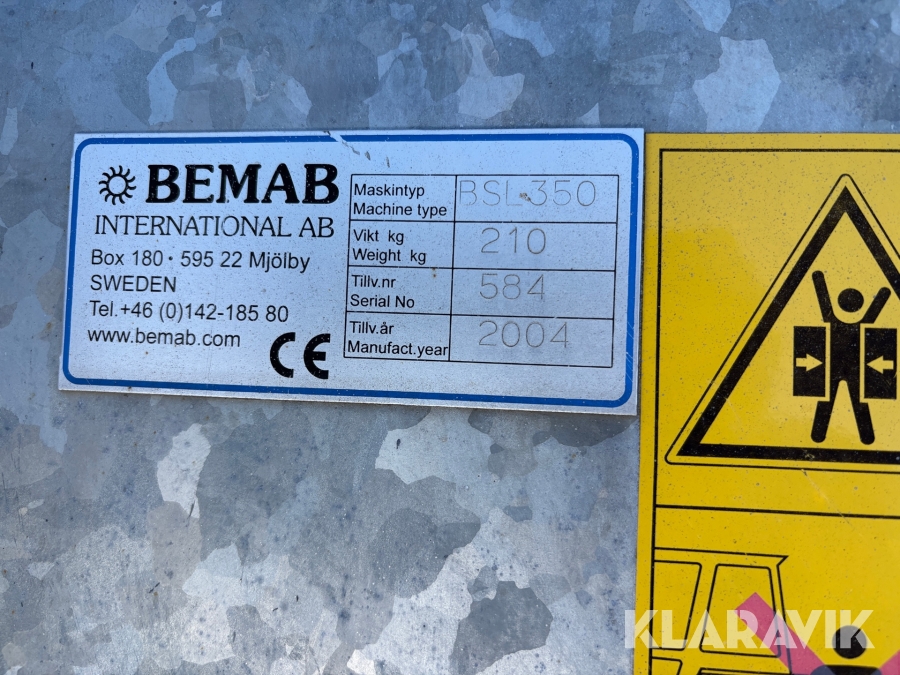 BEMAB
INTERNATIONAL AB
Box 180 · 595 22 Mjölby
SWEDEN
Tel.+46 (0)142-185 80
www.bemab.com
CE
Maskintyp
Machine type
BSL350
Vikt kg
Weight kg
210
Tillv.nr
Serial No
584
Tillv.år
Manufact.year
2004
KLARAVIK